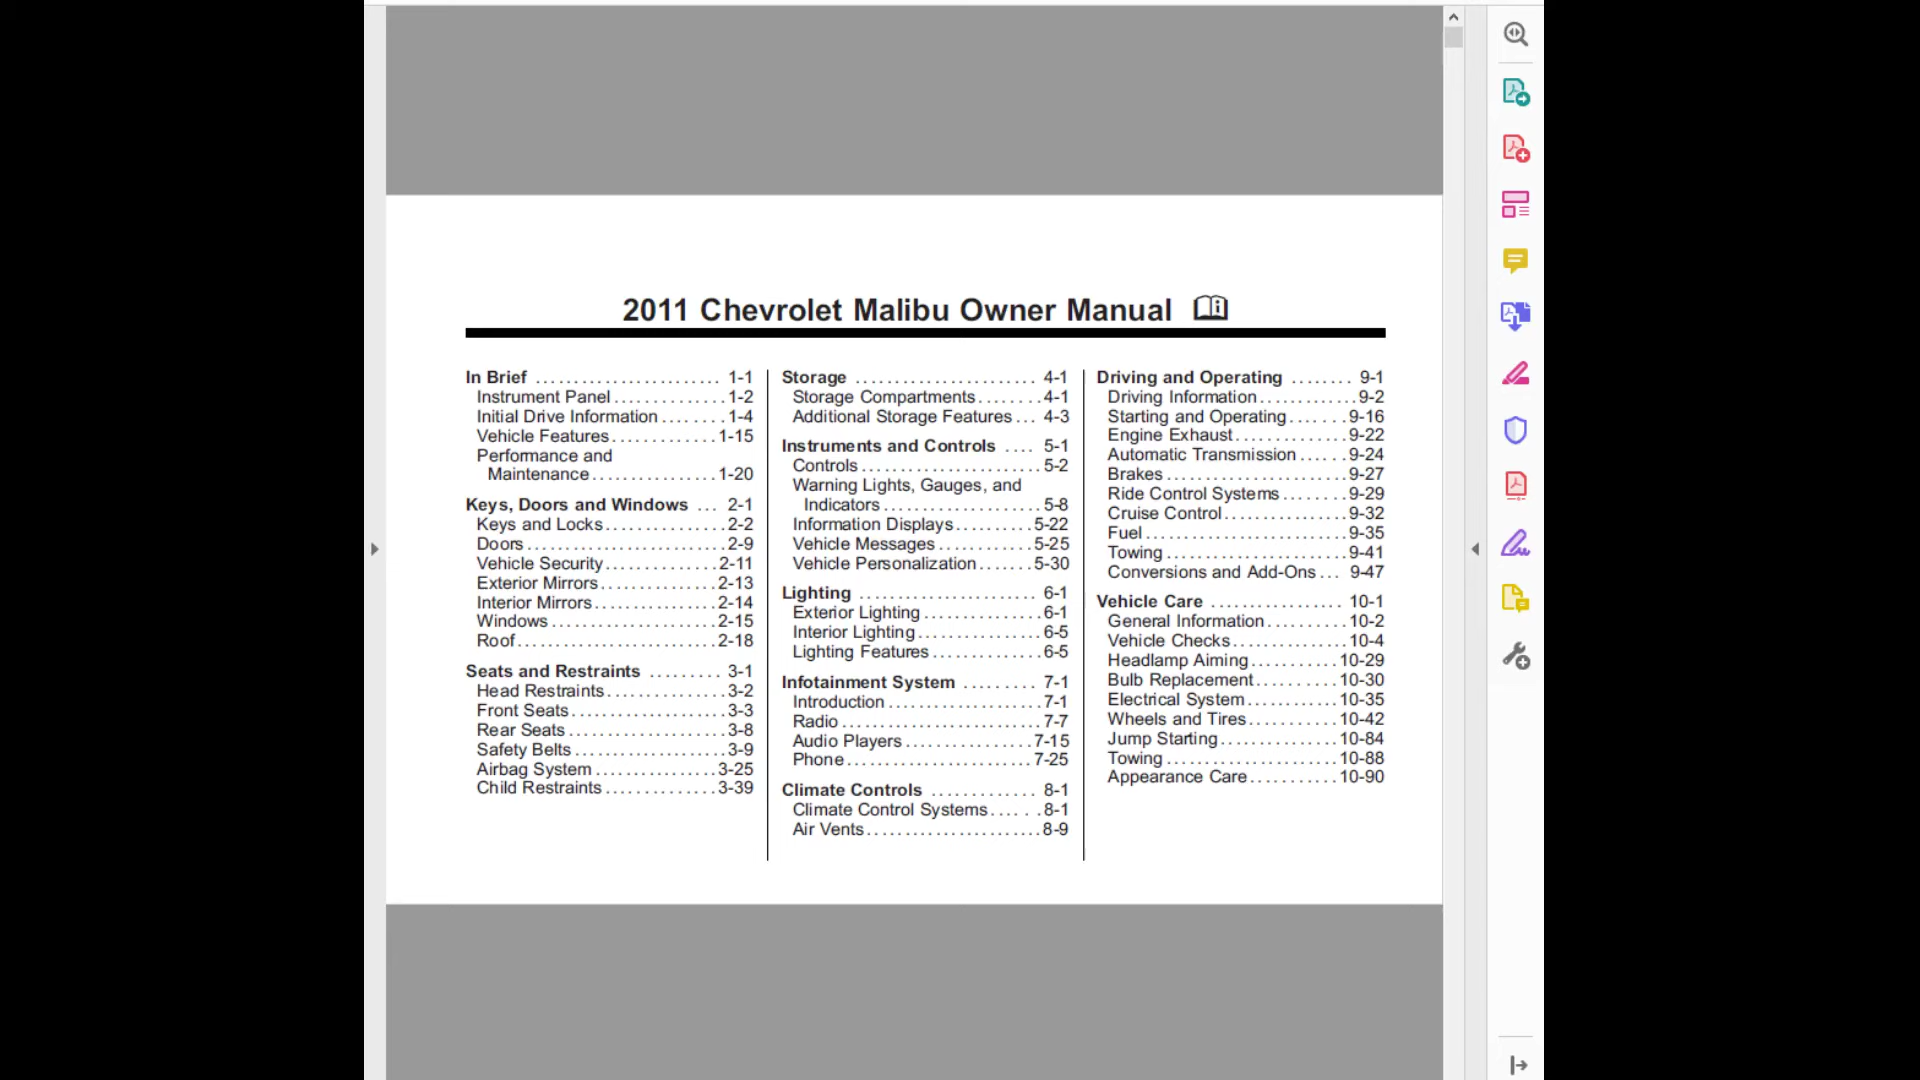 2011 Chevrolet Malibu Owner Manual
In Brief ........................ 1-1
Instrument Panel ............... 1-2
Initial Drive Information ........ 1-4
Vehicle Features ............. 1-15
Performance and
Maintenance ................ 1-20
Keys, Doors and Windows ... 2-1
Keys and Locks ................ 2-2
Doors .......................... 2-9
Vehicle Security ............... 2-11
Exterior Mirrors ............... 2-13
Interior Mirrors ................ 2-14
Windows ...................... 2-15
Roof .......................... 2-18
Seats and Restraints ......... 3-1
Head Restraints ............... 3-2
Front Seats .................... 3-3
Rear Seats .................... 3-8
Safety Belts .................... 3-9
Airbag System ................ 3-25
Child Restraints .............. 3-39
Storage ....................... 4-1
Storage Compartments ........ 4-1
Additional Storage Features ... 4-3
Instruments and Controls .... 5-1
Controls ....................... 5-2
Warning Lights, Gauges, and
Indicators .................... 5-8
Information Displays .......... 5-22
Vehicle Messages ............ 5-25
Vehicle Personalization ....... 5-30
Lighting ....................... 6-1
Exterior Lighting ............... 6-1
Interior Lighting ................ 6-5
Lighting Features .............. 6-5
Infotainment System ......... 7-1
Introduction .................... 7-1
Radio .......................... 7-7
Audio Players ................ 7-15
Phone ........................ 7-25
Climate Controls ............. 8-1
Climate Control Systems ...... 8-1
Air Vents ....................... 8-9
Driving and Operating ........ 9-1
Driving Information ............. 9-2
Starting and Operating ....... 9-16
Engine Exhaust .............. 9-22
Automatic Transmission ...... 9-24
Brakes ....................... 9-27
Ride Control Systems ........ 9-29
Cruise Control ................ 9-32
Fuel .......................... 9-35
Towing ....................... 9-41
Conversions and Add-Ons ... 9-47
Vehicle Care ................. 10-1
General Information .......... 10-2
Vehicle Checks ............... 10-4
Headlamp Aiming ........... 10-29
Bulb Replacement .......... 10-30
Electrical System ............ 10-35
Wheels and Tires ........... 10-42
Jump Starting ............... 10-84
Towing ...................... 10-88
Appearance Care ........... 10-90